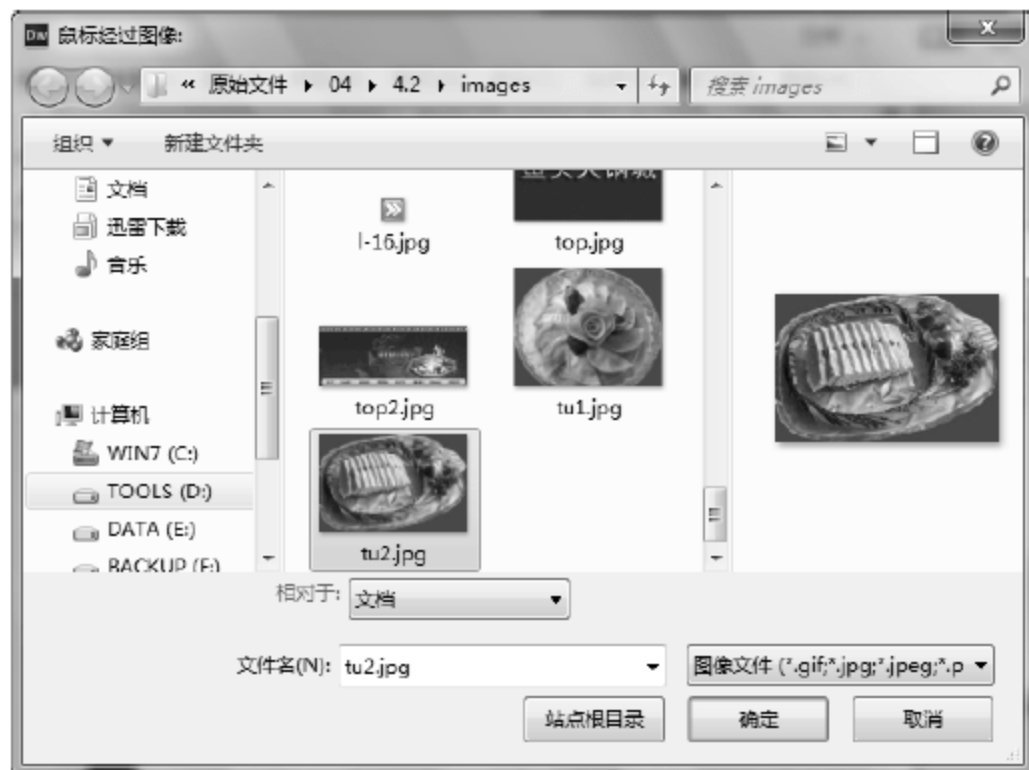 Dw 鼠标经过图像:
« 原始文件 ▸ 04 ▸ 4.2 ▸ images
搜索 images
组织 ▼ 新建文件夹
文档
迅雷下载
音乐
家庭组
计算机
WIN7 (C:)
TOOLS (D:)
DATA (E:)
BACKUP (F:)
l-16.jpg
top.jpg
top2.jpg
tu1.jpg
tu2.jpg
相对于: 文档
文件名(N): tu2.jpg
图像文件 (*.gif;*.jpg;*.jpeg;*.p
站点根目录 确定 取消